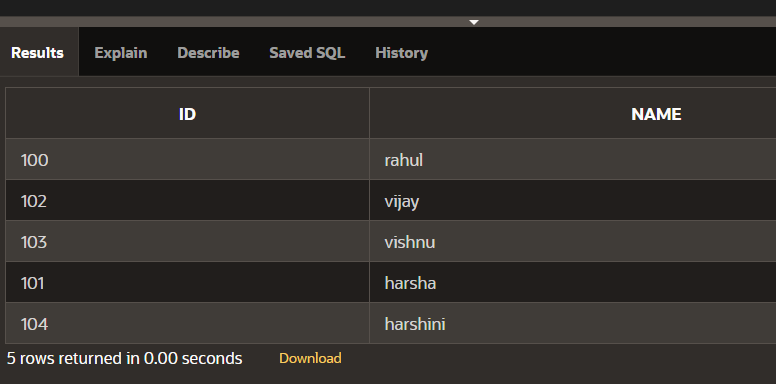 Results Explain Describe Saved SQL History
ID NAME
100 rahul
102 vijay
103 vishnu
101 harsha
104 harshini
5 rows returned in 0.00 seconds Download